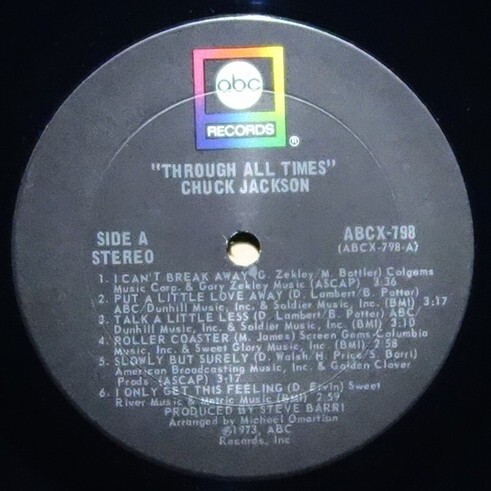 abc
RECORDS
®
"THROUGH ALL TIMES"
CHUCK JACKSON
SIDE A
STEREO
ABCX-798
(ABCX-798-A)
1. I CAN'T BREAK AWAY (G. Zekley/M. Bottler) Colgems
Music Corp. & Gary Zekley Music (ASCAP) 3:36
2. PUT A LITTLE LOVE AWAY (D. Lambert/B. Potter)
ABC/Dunhill Music, Inc. & Soldier Music, Inc. (BMI) 3:17
3. TALK A LITTLE LESS (D. Lambert/B. Potter) ABC/
Dunhill Music, Inc. & Soldier Music, Inc. (BMI) 3:10
4. ROLLER COASTER (M. James) Screen Gems-Columbia
Music, Inc. & Sweet Glory Music, Inc. (BMI) 2:58
5. SLOWLY BUT SURELY (D. Walsh/H. Price/S. Barri)
American Broadcasting Music, Inc. & Golden Clover
Prods. (ASCAP) 3:17
6. I ONLY GET THIS FEELING (D. Ervin) Sweet
River Music & Metric Music (BMI) 2:59
PRODUCED BY STEVE BARRI
Arranged by Michael Omartian
©1973, ABC
Records, Inc.